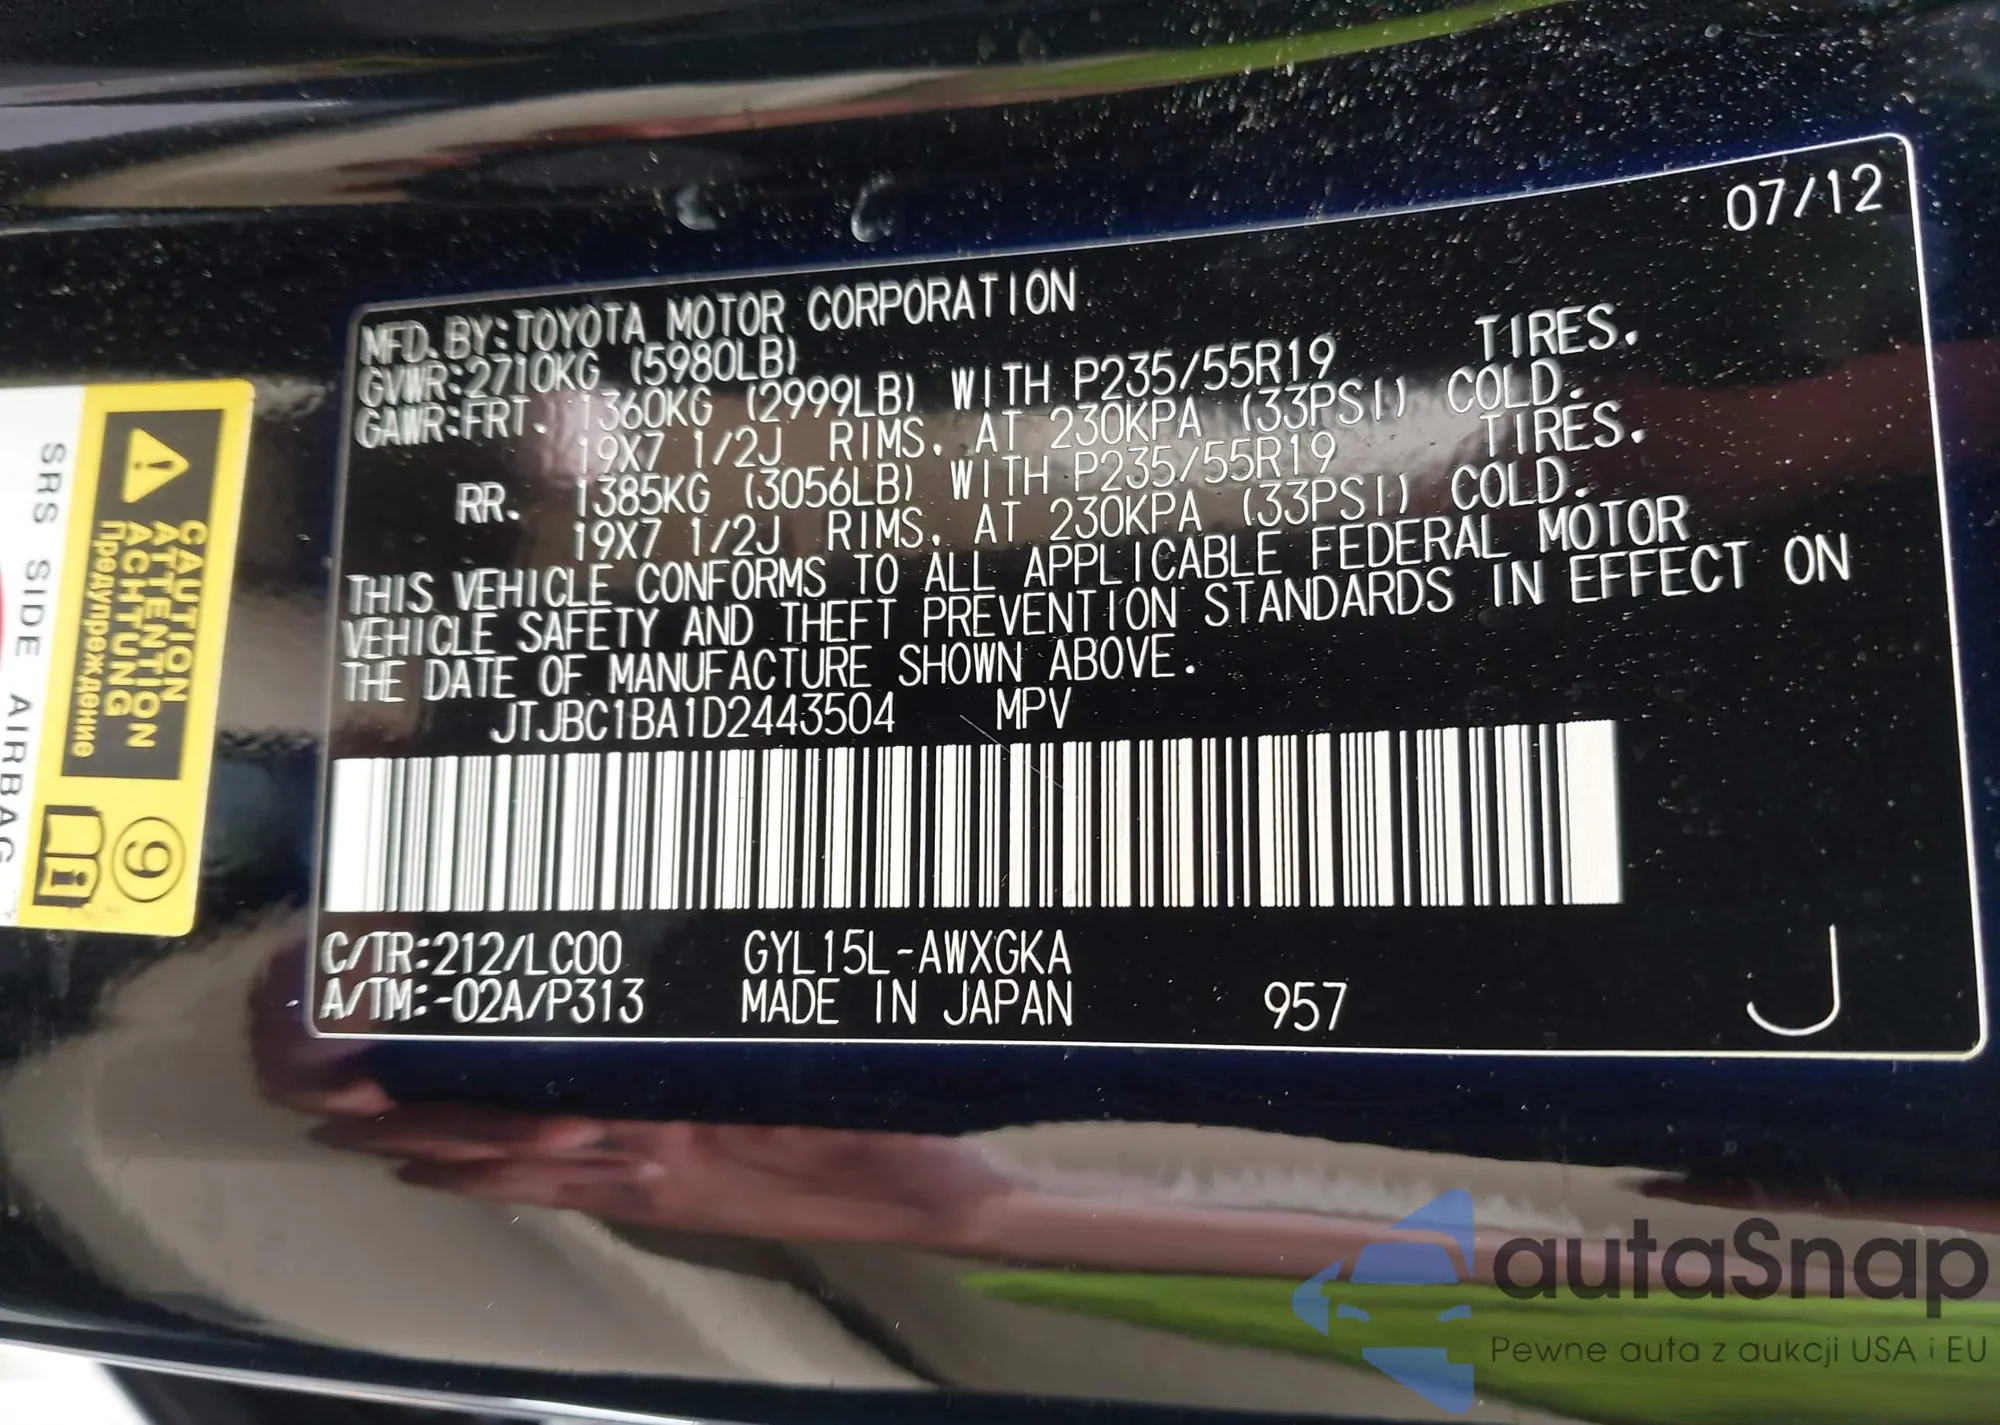 07/12
MFD. BY:TOYOTA MOTOR CORPORATION
GVWR:2710KG (5980LB)
GAWR:FRT. 1360KG (2999LB) WITH P235/55R19 TIRES.
19X7 1/2J RIMS, AT 230KPA (33PSI) COLD.
RR. 1385KG (3056LB) WITH P235/55R19 TIRES.
19X7 1/2J RIMS, AT 230KPA (33PSI) COLD.
THIS VEHICLE CONFORMS TO ALL APPLICABLE FEDERAL MOTOR
VEHICLE SAFETY AND THEFT PREVENTION STANDARDS IN EFFECT ON
THE DATE OF MANUFACTURE SHOWN ABOVE.
JTJBC1BA1D2443504 MPV
C/TR:212/LC00 GYL15L-AWXGKA
A/TM:-02A/P313 MADE IN JAPAN 957
J
CAUTION
ATTENTION
ACHTUNG
Предупреждение
9
SRS SIDE AIRBAG
autaSnap
Pewne auta z aukcji USA i EU